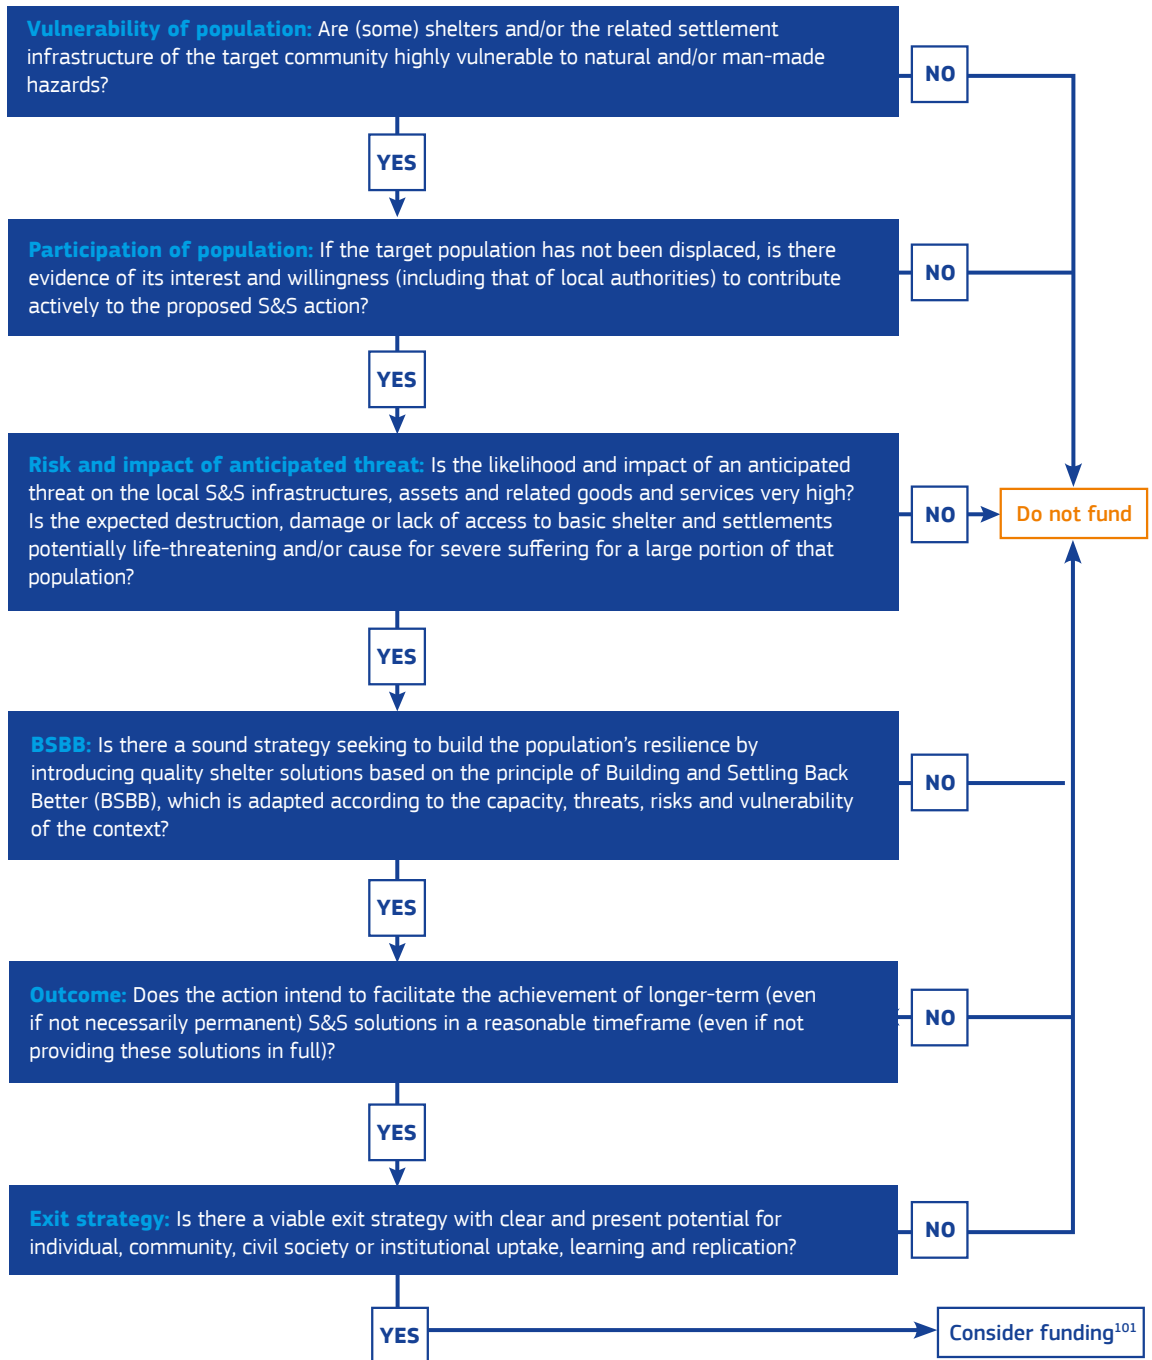 Vulnerability of population: Are (some) shelters and/or the related settlement
infrastructure of the target community highly vulnerable to natural and/or man-made
hazards?
NO
YES
Participation of population: If the target population has not been displaced, is there
evidence of its interest and willingness (including that of local authorities) to contribute
actively to the proposed S&S action?
NO
YES
Risk and impact of anticipated threat: Is the likelihood and impact of an anticipated
threat on the local S&S infrastructures, assets and related goods and services very high?
Is the expected destruction, damage or lack of access to basic shelter and settlements
potentially life-threatening and/or cause for severe suffering for a large portion of that
population?
NO
Do not fund
YES
BSBB: Is there a sound strategy seeking to build the population’s resilience by
introducing quality shelter solutions based on the principle of Building and Settling Back
Better (BSBB), which is adapted according to the capacity, threats, risks and vulnerability
of the context?
NO
YES
Outcome: Does the action intend to facilitate the achievement of longer-term (even
if not necessarily permanent) S&S solutions in a reasonable timeframe (even if not
providing these solutions in full)?
NO
YES
Exit strategy: Is there a viable exit strategy with clear and present potential for
individual, community, civil society or institutional uptake, learning and replication?
NO
YES
Consider funding¹⁰¹